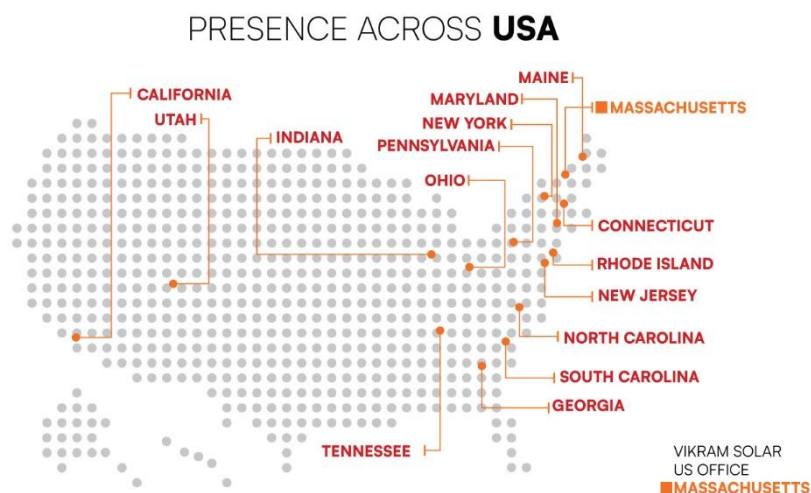 PRESENCE ACROSS USA
MAINE
CALIFORNIA
MARYLAND
MASSACHUSETTS
UTAH
NEW YORK
INDIANA
PENNSYLVANIA
OHIO
CONNECTICUT
RHODE ISLAND
NEW JERSEY
NORTH CAROLINA
SOUTH CAROLINA
GEORGIA
TENNESSEE
VIKRAM SOLAR
US OFFICE
MASSACHUSETTS